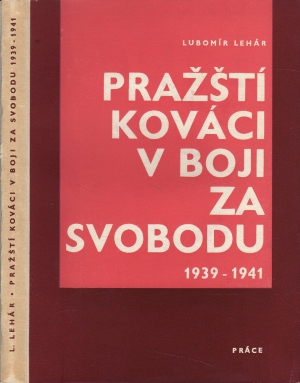 L. LEHÁR • PRAŽŠTÍ KOVÁCI V BOJI ZA SVOBODU 1939-1941
LUBOMÍR LEHÁR
PRAŽŠTÍ
KOVÁCI
V BOJI
ZA
SVOBODU
1939 - 1941
PRÁCE